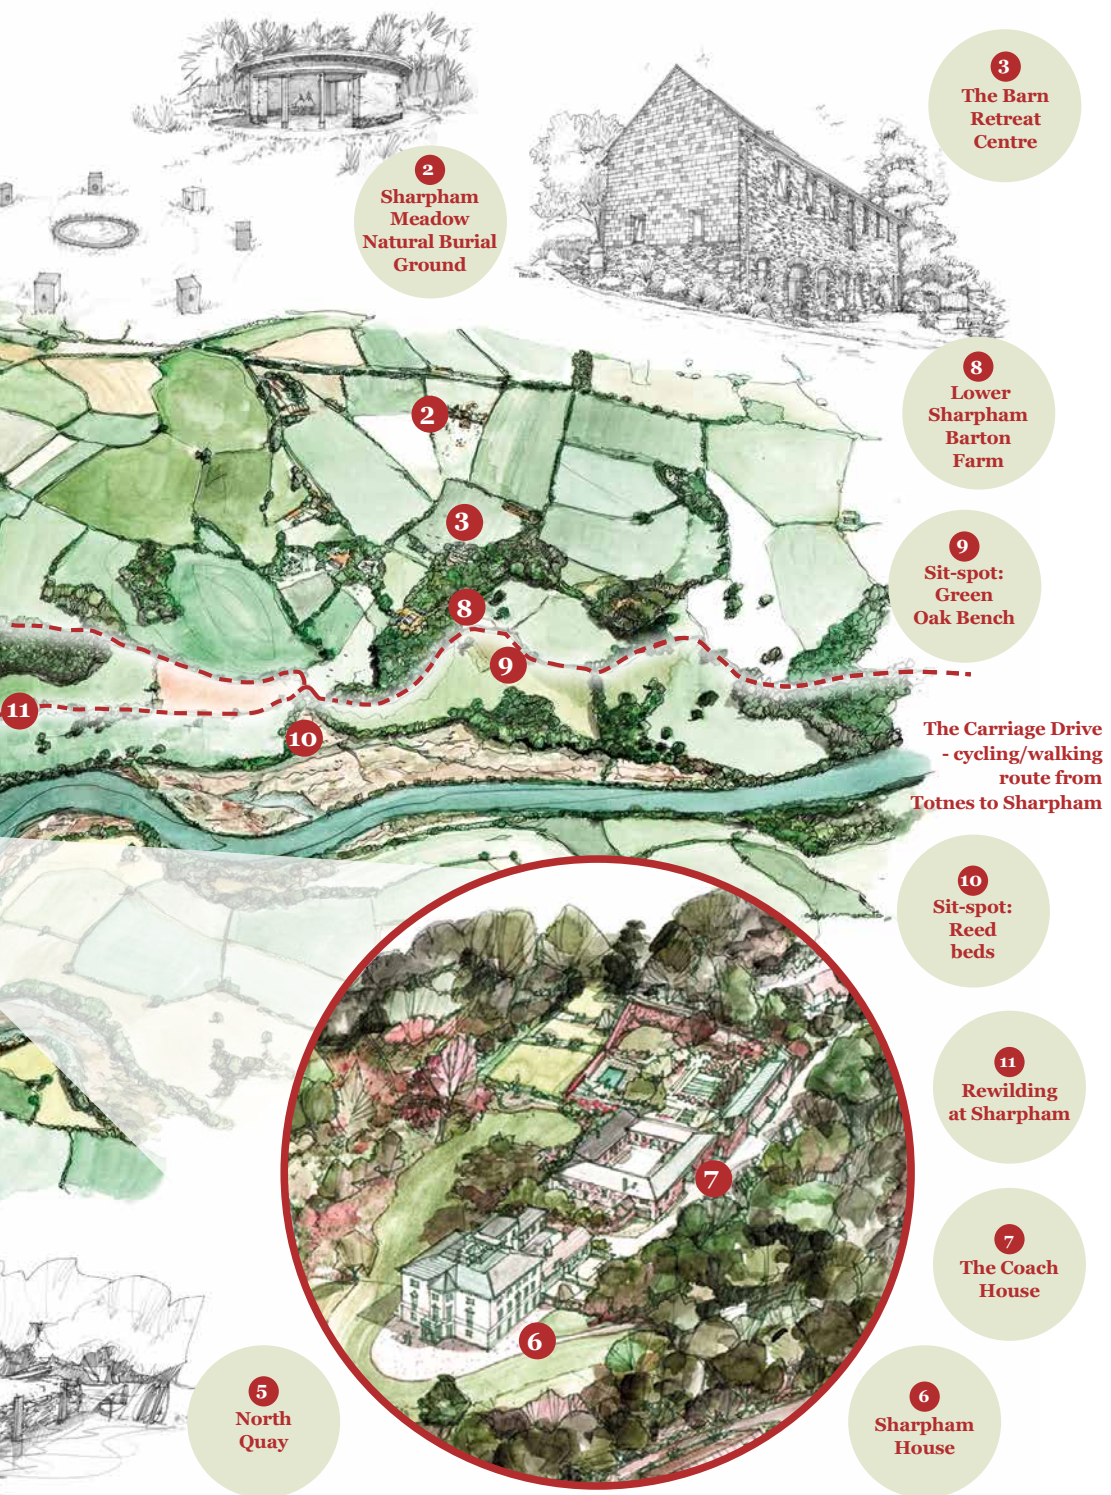 3
The Barn
Retreat
Centre
2
Sharpham
Meadow
Natural Burial
Ground
8
Lower
Sharpham
Barton
Farm
2
3
9
Sit-spot:
Green
Oak Bench
8
9
11
10
The Carriage Drive
- cycling/walking
route from
Totnes to Sharpham
10
Sit-spot:
Reed
beds
11
Rewilding
at Sharpham
7
7
The Coach
House
6
5
North
Quay
6
Sharpham
House